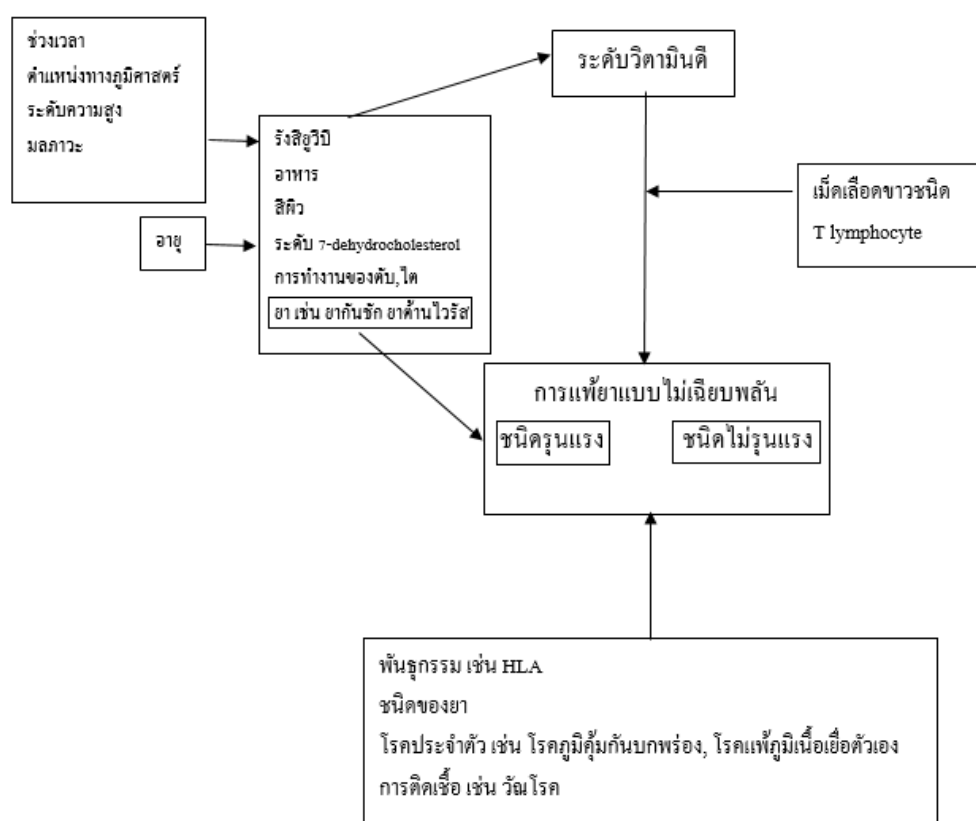 ช่วงเวลา
ตำแหน่งทางภูมิศาสตร์
ระดับความสูง
มลภาวะ
ระดับวิตามินดี
รังสียูวีบี
อาหาร
สีผิว
ระดับ 7-dehydrocholesterol
การทำงานของตับ,ไต
ยา เช่น ยากันชัก ยาต้านไวรัส
อายุ
เม็ดเลือดขาวชนิด
T lymphocyte
การแพ้ยาแบบไม่เฉียบพลัน
ชนิดรุนแรง ชนิดไม่รุนแรง
พันธุกรรม เช่น HLA
ชนิดของยา
โรคประจำตัว เช่น โรคภูมิคุ้มกันบกพร่อง, โรคแพ้ภูมิเนื้อเยื่อตัวเอง
การติดเชื้อ เช่น วัณโรค